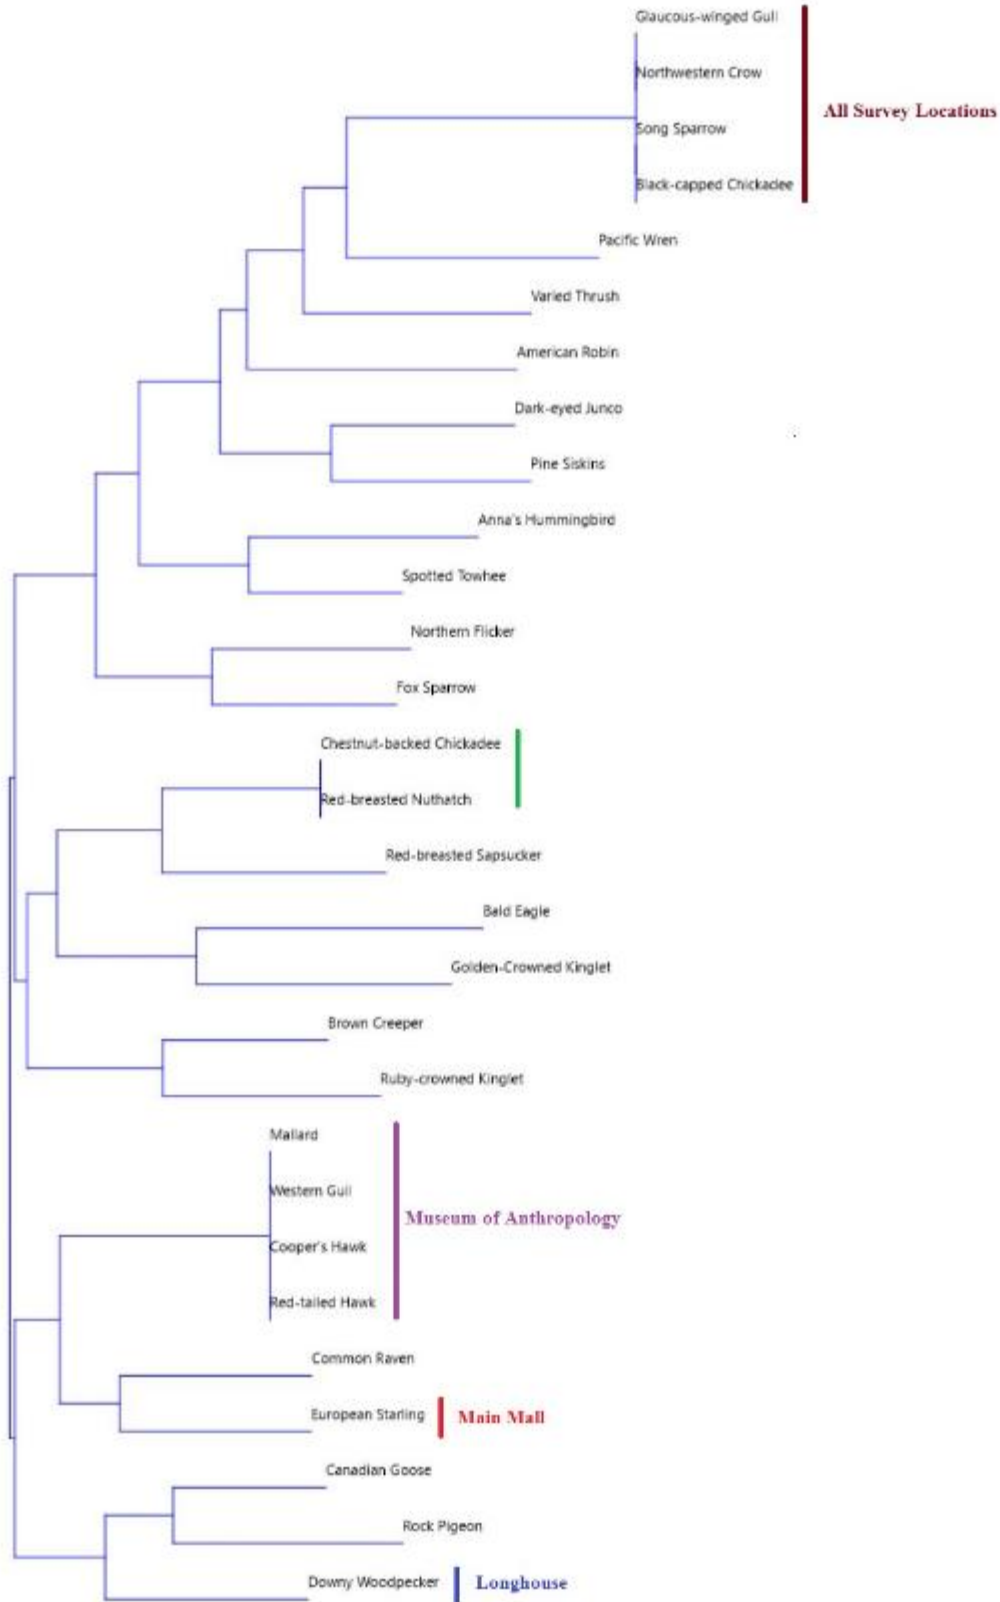 Glaucous-winged Gull
Northwestern Crow
All Survey Locations
Song Sparrow
Black-capped Chickadee
Pacific Wren
Varied Thrush
American Robin
Dark-eyed Junco
Pine Siskins
Anna's Hummingbird
Spotted Towhee
Northern Flicker
Fox Sparrow
Chestnut-backed Chickadee
Red-breasted Nuthatch
Red-breasted Sapsucker
Bald Eagle
Golden-Crowned Kinglet
Brown Creeper
Ruby-crowned Kinglet
Mallard
Western Gull
Museum of Anthropology
Cooper's Hawk
Red-tailed Hawk
Common Raven
European Starling Main Mall
Canadian Goose
Rock Pigeon
Downy Woodpecker Longhouse